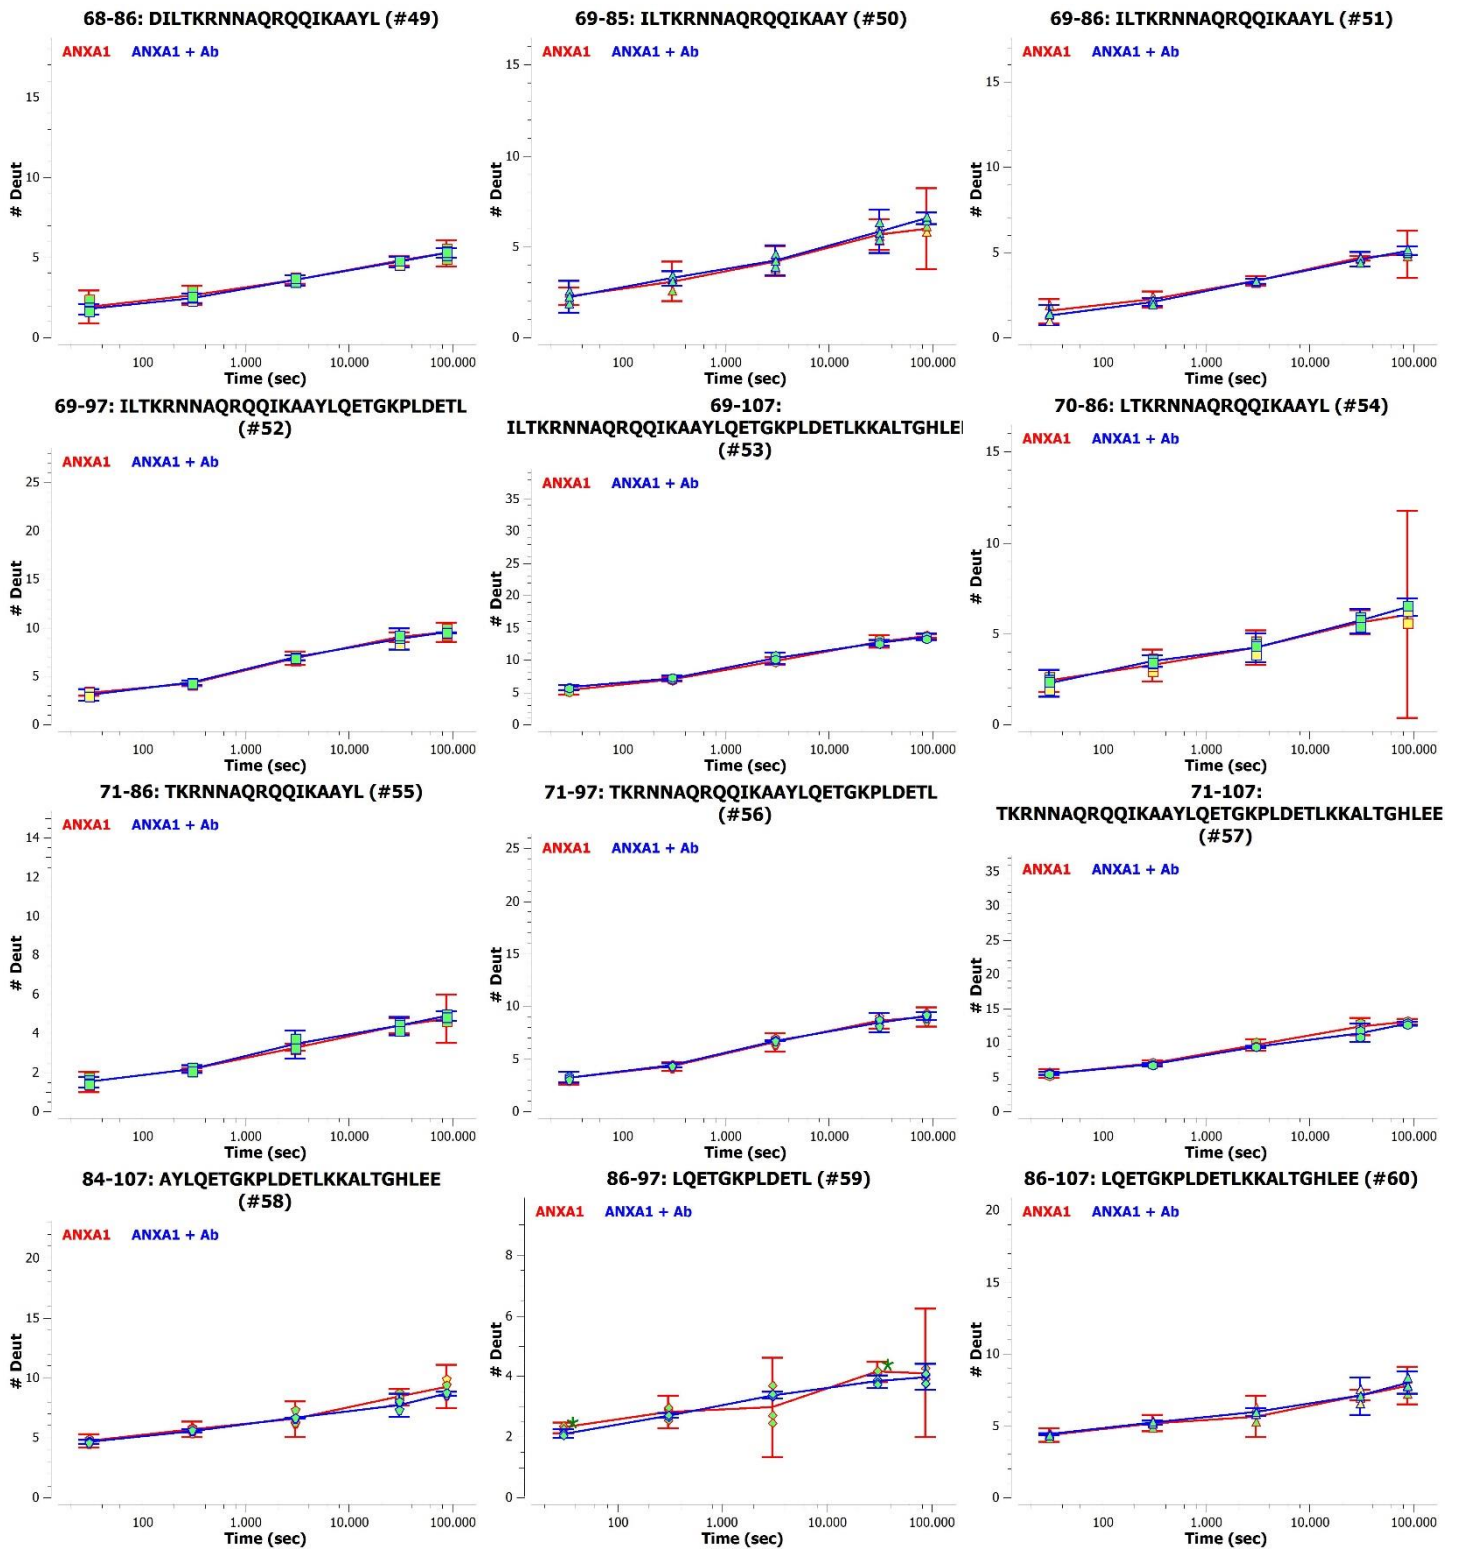 68-86: DILTKRNNAQRQQIKAAYL (#49)
ANXA1 ANXA1 + Ab
# Deut
15
10
5
0
100 1.000 10.000 100.000
Time (sec)
69-85: ILTKRNNAQRQQIKAAY (#50)
ANXA1 ANXA1 + Ab
# Deut
15
10
5
0
100 1.000 10.000 100.000
Time (sec)
69-86: ILTKRNNAQRQQIKAAYL (#51)
ANXA1 ANXA1 + Ab
# Deut
15
10
5
0
100 1.000 10.000 100.000
Time (sec)
69-97: ILTKRNNAQRQQIKAAYLQETGKPLDETL
(#52)
ANXA1 ANXA1 + Ab
# Deut
25
20
15
10
5
0
100 1.000 10.000 100.000
Time (sec)
69-107:
ILTKRNNAQRQQIKAAYLQETGKPLDETLKKALTGHLEI
(#53)
ANXA1 ANXA1 + Ab
# Deut
35
30
25
20
15
10
5
0
100 1.000 10.000 100.000
Time (sec)
70-86: LTKRNNAQRQQIKAAYL (#54)
ANXA1 ANXA1 + Ab
# Deut
15
10
5
0
100 1.000 10.000 100.000
Time (sec)
71-86: TKRNNAQRQQIKAAYL (#55)
ANXA1 ANXA1 + Ab
# Deut
14
12
10
8
6
4
2
0
100 1.000 10.000 100.000
Time (sec)
71-97: TKRNNAQRQQIKAAYLQETGKPLDETL
(#56)
ANXA1 ANXA1 + Ab
# Deut
25
20
15
10
5
0
100 1.000 10.000 100.000
Time (sec)
71-107:
TKRNNAQRQQIKAAYLQETGKPLDETLKKALTGHLEE
(#57)
ANXA1 ANXA1 + Ab
# Deut
35
30
25
20
15
10
5
0
100 1.000 10.000 100.000
Time (sec)
84-107: AYLQETGKPLDETLKKALTGHLEE
(#58)
ANXA1 ANXA1 + Ab
# Deut
20
15
10
5
0
100 1.000 10.000 100.000
Time (sec)
86-97: LQETGKPLDETL (#59)
ANXA1 ANXA1 + Ab
# Deut
8
6
4
2
0
100 1.000 10.000 100.000
Time (sec)
86-107: LQETGKPLDETLKKALTGHLEE (#60)
ANXA1 ANXA1 + Ab
# Deut
20
15
10
5
0
100 1.000 10.000 100.000
Time (sec)